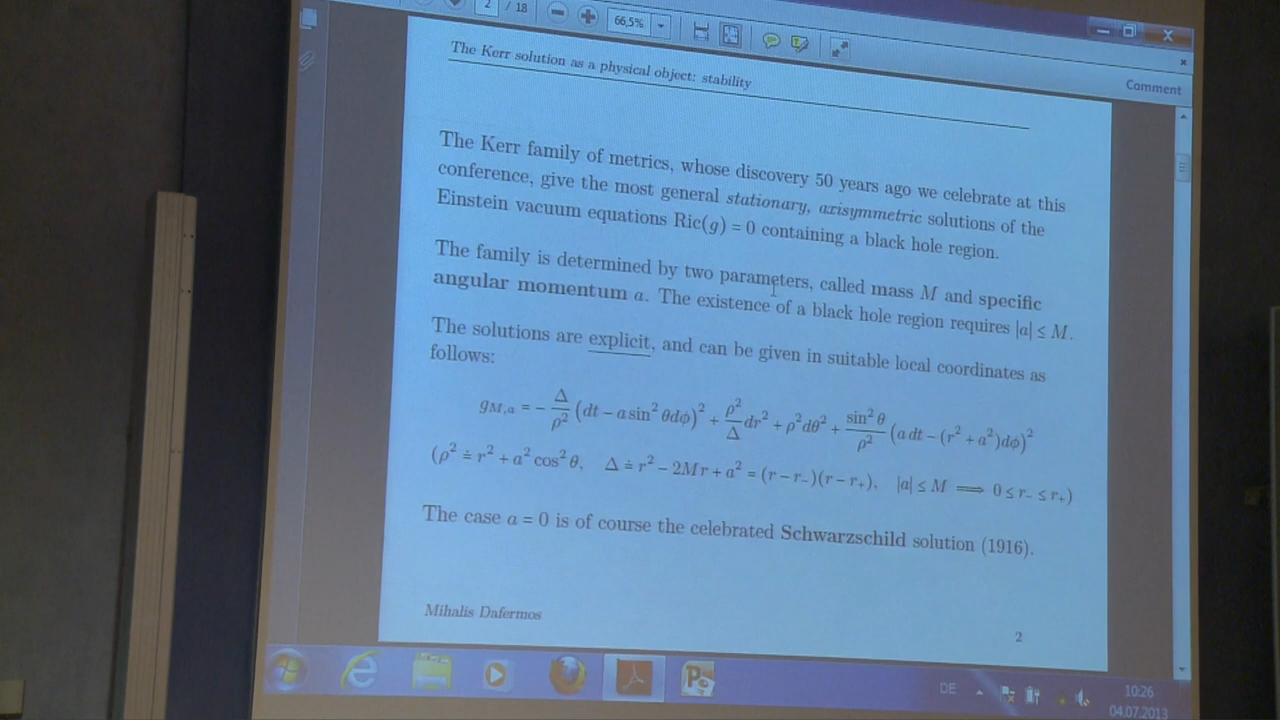 2 / 18
66,5%
Comment
The Kerr solution as a physical object: stability
The Kerr family of metrics, whose discovery 50 years ago we celebrate at this
conference, give the most general stationary, axisymmetric solutions of the
Einstein vacuum equations Ric(g) = 0 containing a black hole region.
The family is determined by two parameters, called mass M and specific
angular momentum a. The existence of a black hole region requires |a| ≤ M.
The solutions are explicit, and can be given in suitable local coordinates as
follows:
g_{M,a} = − Δ/ρ² (dt − a sin² θdφ)² + ρ²/Δ dr² + ρ²dθ² + sin² θ/ρ² (a dt − (r² + a²)dφ)²
(ρ² ≐ r² + a² cos² θ, Δ ≐ r² − 2Mr + a² = (r − r₋)(r − r₊), |a| ≤ M ⟹ 0 ≤ r₋ ≤ r₊)
The case a = 0 is of course the celebrated Schwarzschild solution (1916).
Mihalis Dafermos
2
DE
10:26
04.07.2013